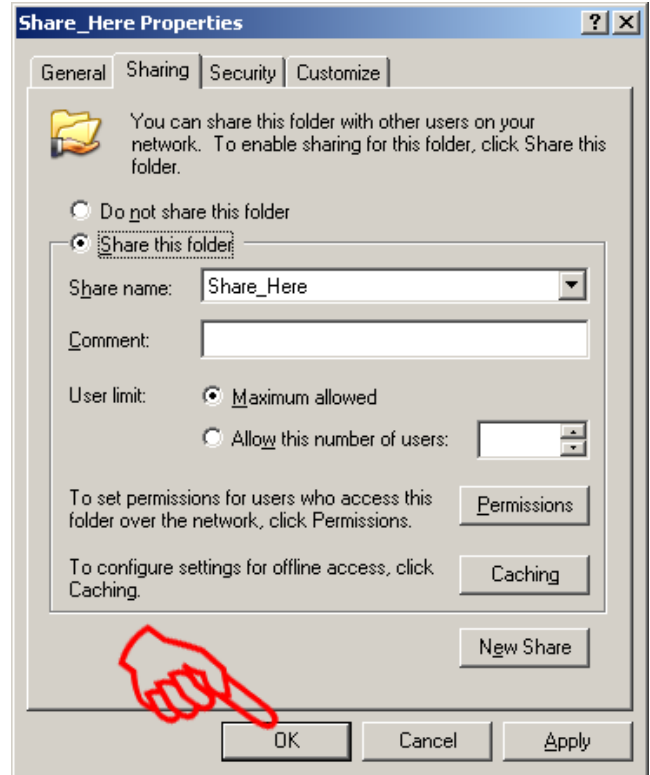 Share_Here Properties
General Sharing Security Customize
You can share this folder with other users on your
network. To enable sharing for this folder, click Share this
folder.
Do not share this folder
Share this folder
Share name: Share_Here
Comment:
User limit: Maximum allowed
Allow this number of users:
To set permissions for users who access this
folder over the network, click Permissions.
Permissions
To configure settings for offline access, click
Caching.
Caching
New Share
OK Cancel Apply